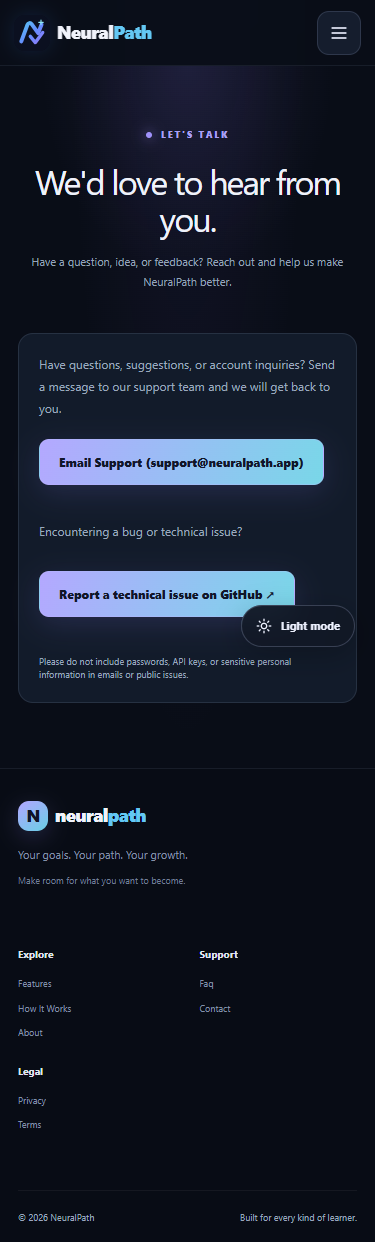 NeuralPath
LET'S TALK
We'd love to hear from
you.
Have a question, idea, or feedback? Reach out and help us make
NeuralPath better.
Have questions, suggestions, or account inquiries? Send
a message to our support team and we will get back to
you.
Email Support (support@neuralpath.app)
Encountering a bug or technical issue?
Report a technical issue on GitHub ↗
Light mode
Please do not include passwords, API keys, or sensitive personal
information in emails or public issues.
N neuralpath
Your goals. Your path. Your growth.
Make room for what you want to become.
Explore
Features
How It Works
About
Support
Faq
Contact
Legal
Privacy
Terms
© 2026 NeuralPath
Built for every kind of learner.